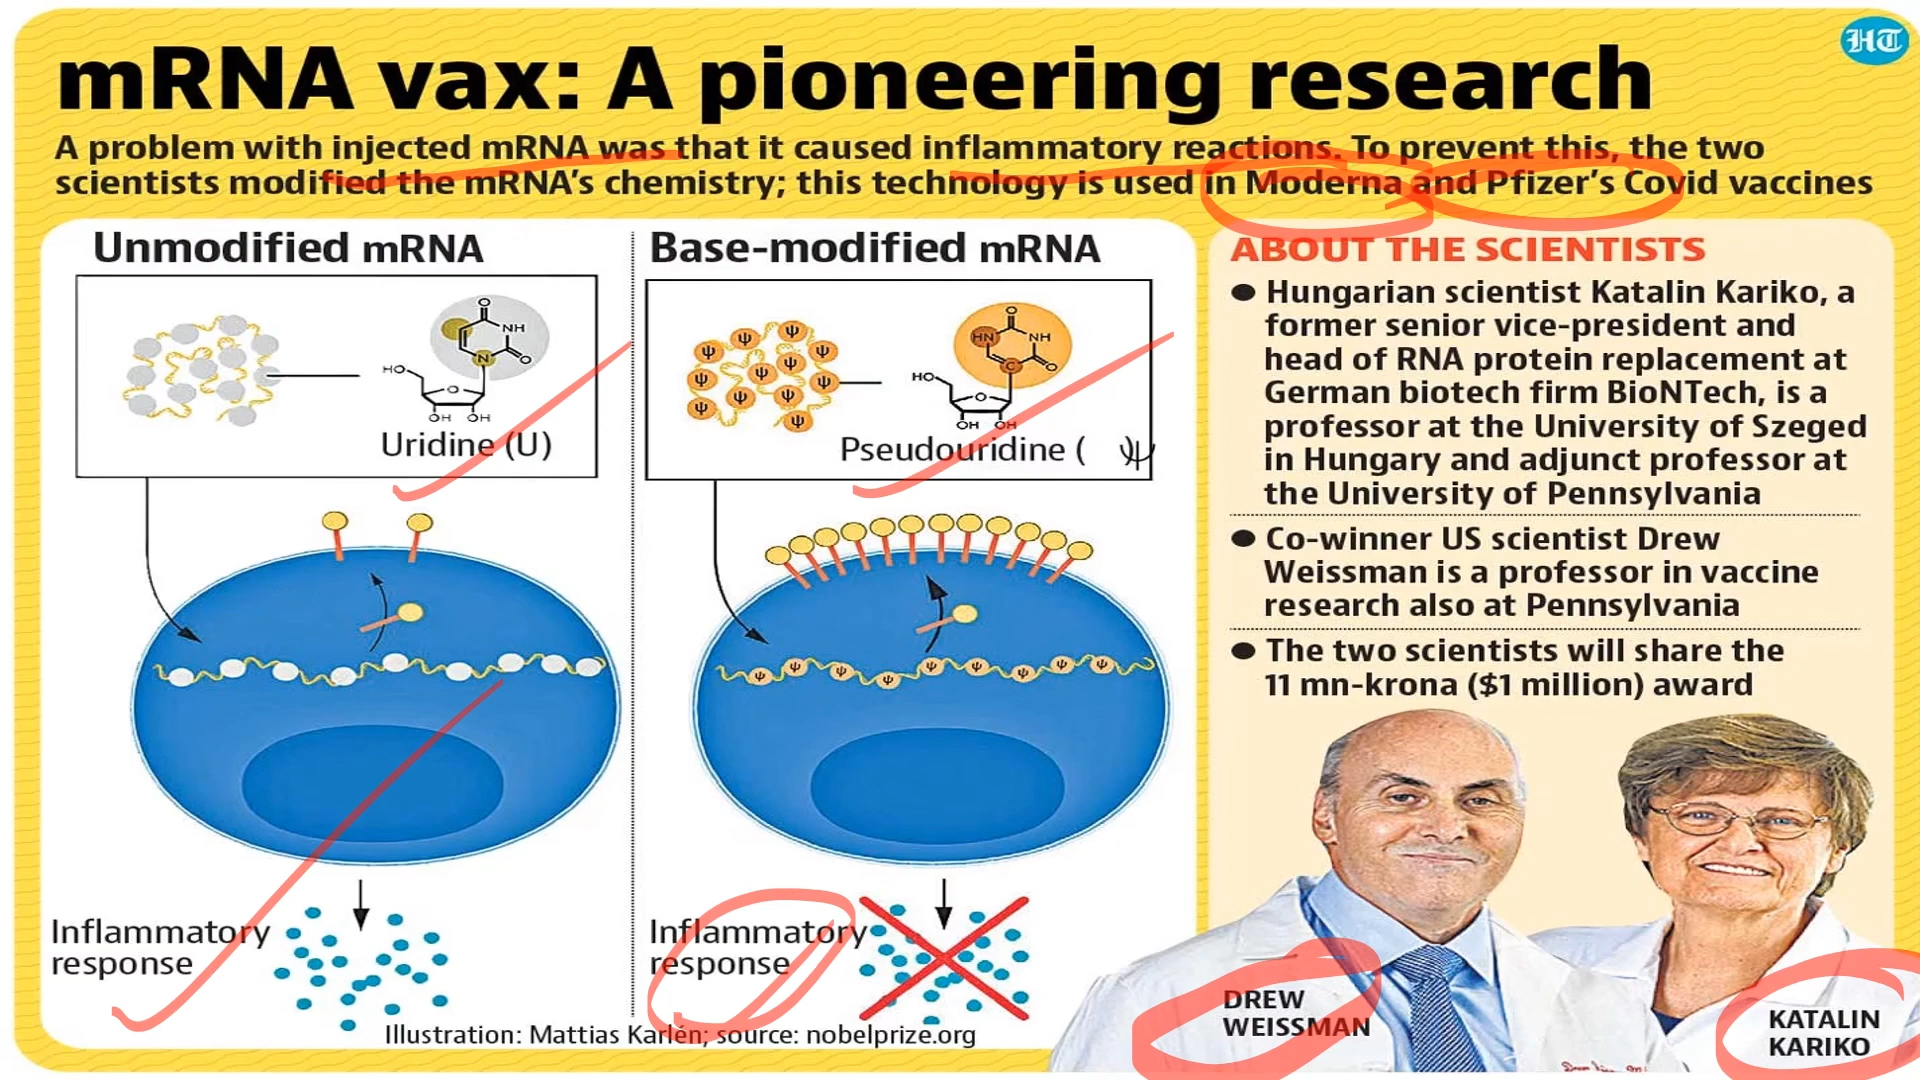 HT
mRNA vax: A pioneering research
A problem with injected mRNA was that it caused inflammatory reactions. To prevent this, the two
scientists modified the mRNA's chemistry; this technology is used in Moderna and Pfizer's Covid vaccines
Unmodified mRNA
O
NH
N
O
HO
O
OH OH
Uridine (U)
Inflammatory
response
Base-modified mRNA
ψ ψ ψ ψ ψ ψ ψ ψ ψ ψ ψ ψ
O
HN NH
C O
HO
O
OH OH
Pseudouridine ( ψ
ψ ψ ψ ψ ψ ψ ψ ψ
Inflammatory
response
Illustration: Mattias Karlén; source: nobelprize.org
ABOUT THE SCIENTISTS
● Hungarian scientist Katalin Kariko, a
former senior vice-president and
head of RNA protein replacement at
German biotech firm BioNTech, is a
professor at the University of Szeged
in Hungary and adjunct professor at
the University of Pennsylvania
● Co-winner US scientist Drew
Weissman is a professor in vaccine
research also at Pennsylvania
● The two scientists will share the
11 mn-krona ($1 million) award
DREW
WEISSMAN
KATALIN
KARIKO